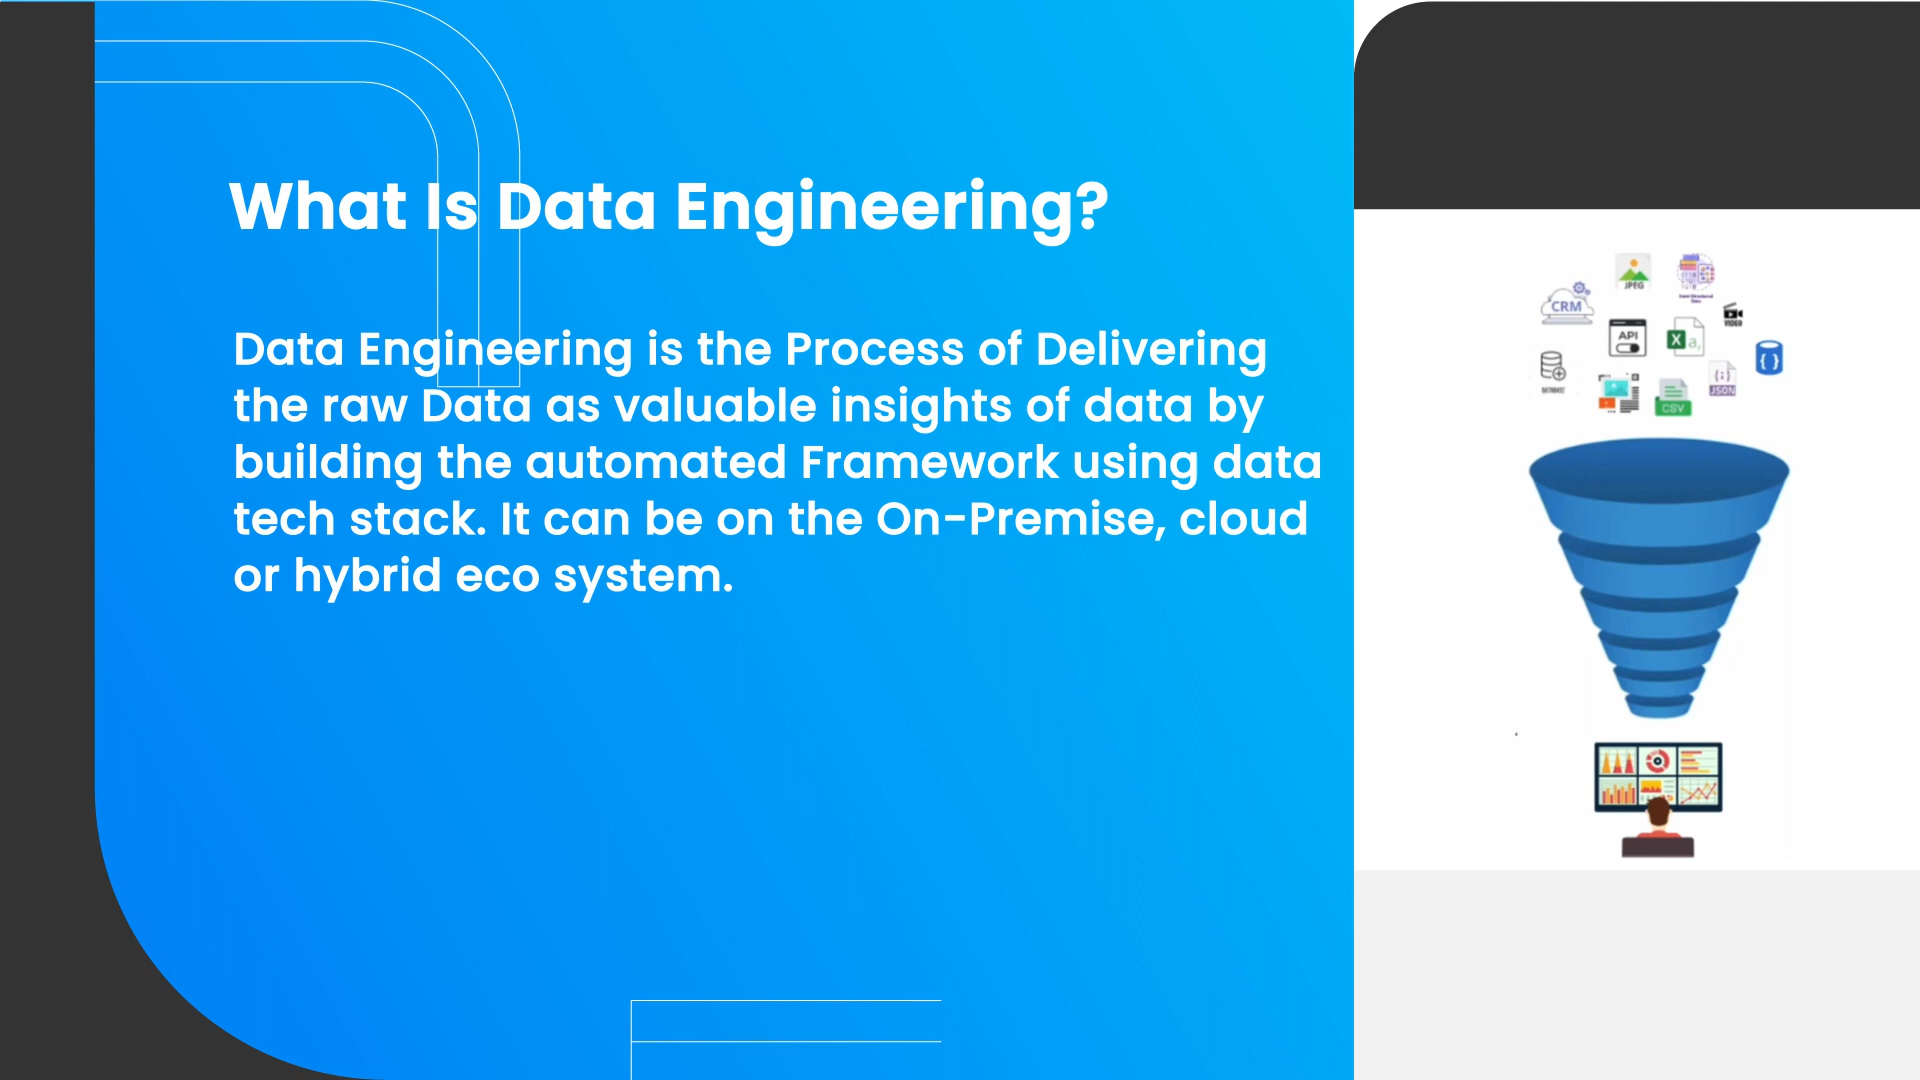 What Is Data Engineering?
Data Engineering is the Process of Delivering
the raw Data as valuable insights of data by
building the automated Framework using data
tech stack. It can be on the On-Premise, cloud
or hybrid eco system.
JPEG
CRM
VIDEO
API
X a,
{ }
DATABASE
{;}
JSON
CSV